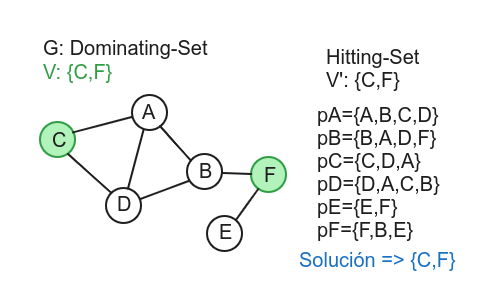 G: Dominating-Set
V: {C,F}
A
C
B
F
D
E
Hitting-Set
V': {C,F}
pA={A,B,C,D}
pB={B,A,D,F}
pC={C,D,A}
pD={D,A,C,B}
pE={E,F}
pF={F,B,E}
Solución => {C,F}